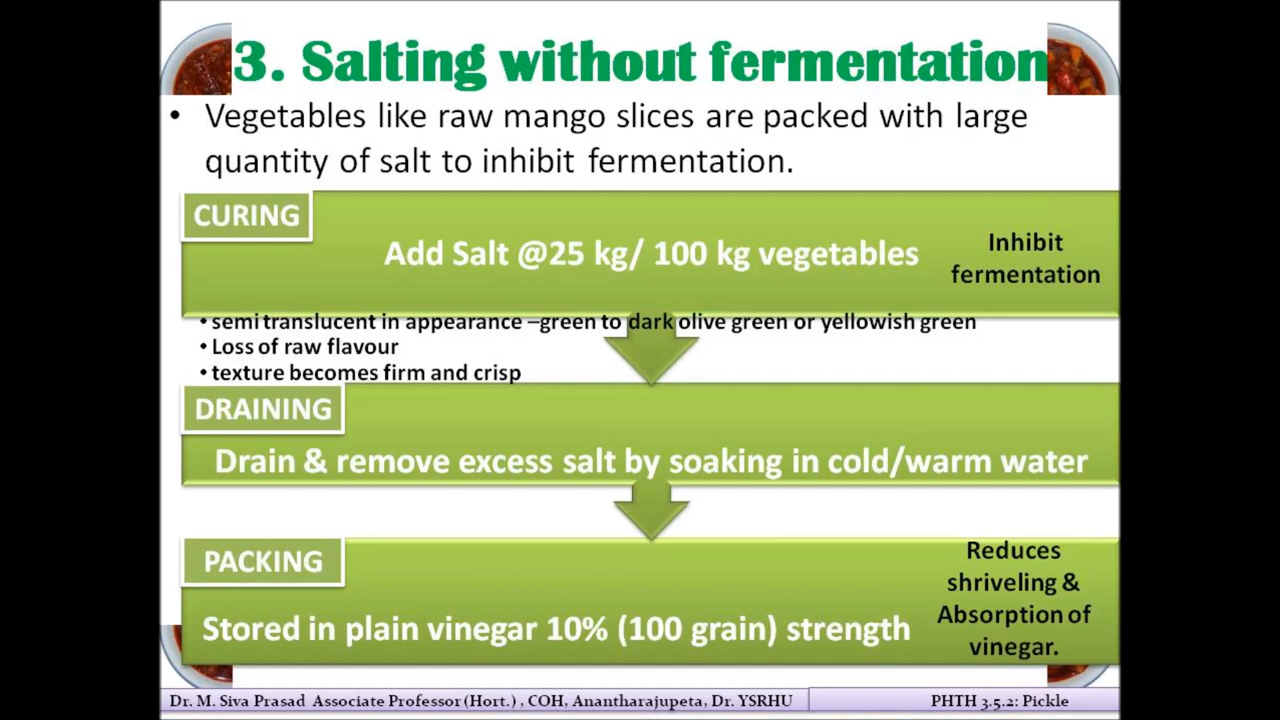 3. Salting without fermentation
• Vegetables like raw mango slices are packed with large
quantity of salt to inhibit fermentation.
CURING
Add Salt @25 kg/ 100 kg vegetables
Inhibit
fermentation
• semi translucent in appearance –green to dark olive green or yellowish green
• Loss of raw flavour
• texture becomes firm and crisp
DRAINING
Drain & remove excess salt by soaking in cold/warm water
PACKING
Stored in plain vinegar 10% (100 grain) strength
Reduces
shriveling &
Absorption of
vinegar.
Dr. M. Siva Prasad Associate Professor (Hort.) , COH, Anantharajupeta, Dr. YSRHU
PHTH 3.5.2: Pickle